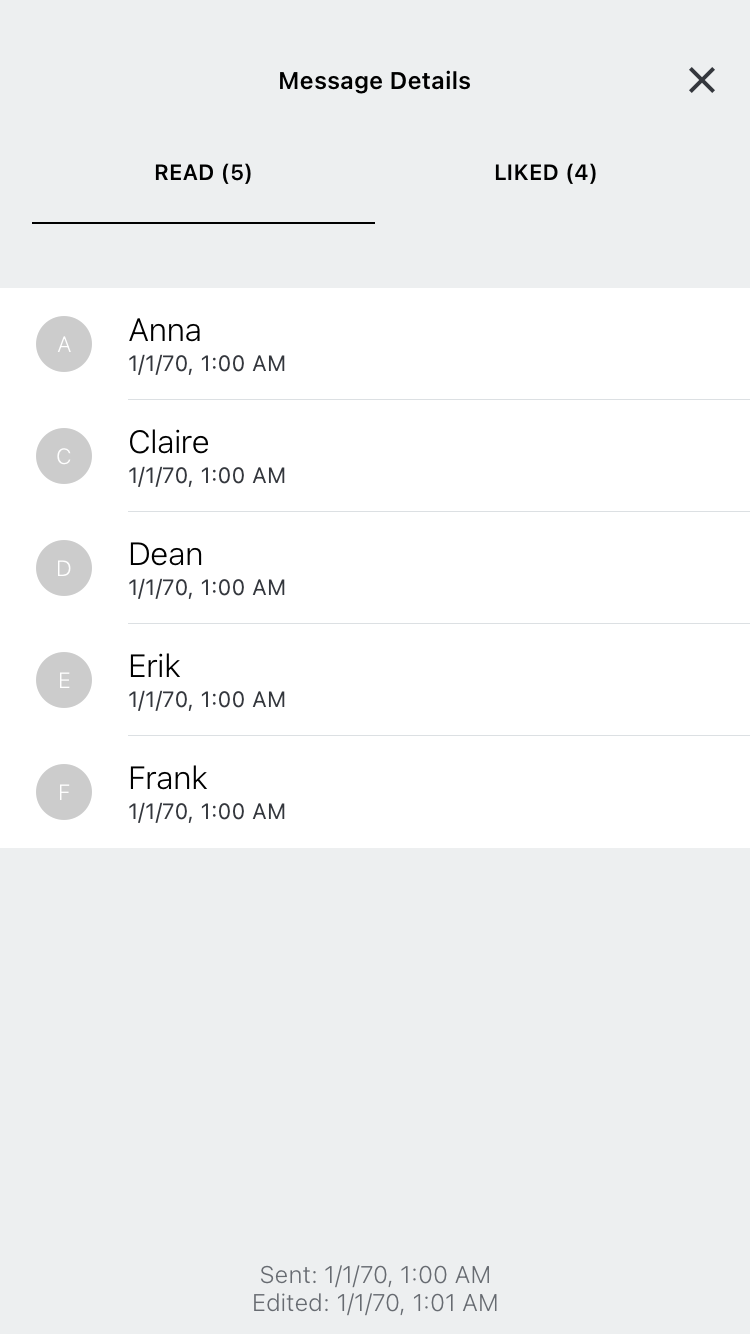 Message Details
READ (5)
LIKED (4)
A
Anna
1/1/70, 1:00 AM
C
Claire
1/1/70, 1:00 AM
D
Dean
1/1/70, 1:00 AM
E
Erik
1/1/70, 1:00 AM
F
Frank
1/1/70, 1:00 AM
Sent: 1/1/70, 1:00 AM
Edited: 1/1/70, 1:01 AM